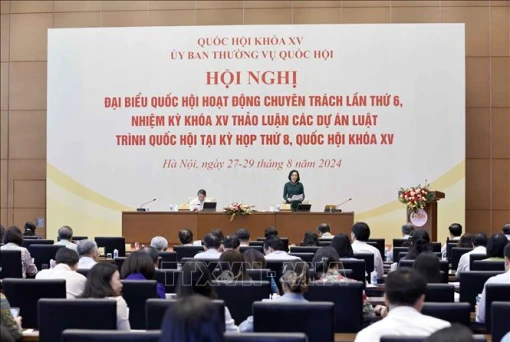 QUỐC HỘI KHÓA XV
ỦY BAN THƯỜNG VỤ QUỐC HỘI
HỘI NGHỊ
ĐẠI BIỂU QUỐC HỘI HOẠT ĐỘNG CHUYÊN TRÁCH LẦN THỨ 6,
NHIỆM KỲ KHÓA XV THẢO LUẬN CÁC DỰ ÁN LUẬT
TRÌNH QUỐC HỘI TẠI KỲ HỌP THỨ 8, QUỐC HỘI KHÓA XV
Hà Nội, ngày 27-29 tháng 8 năm 2024
TTXVN